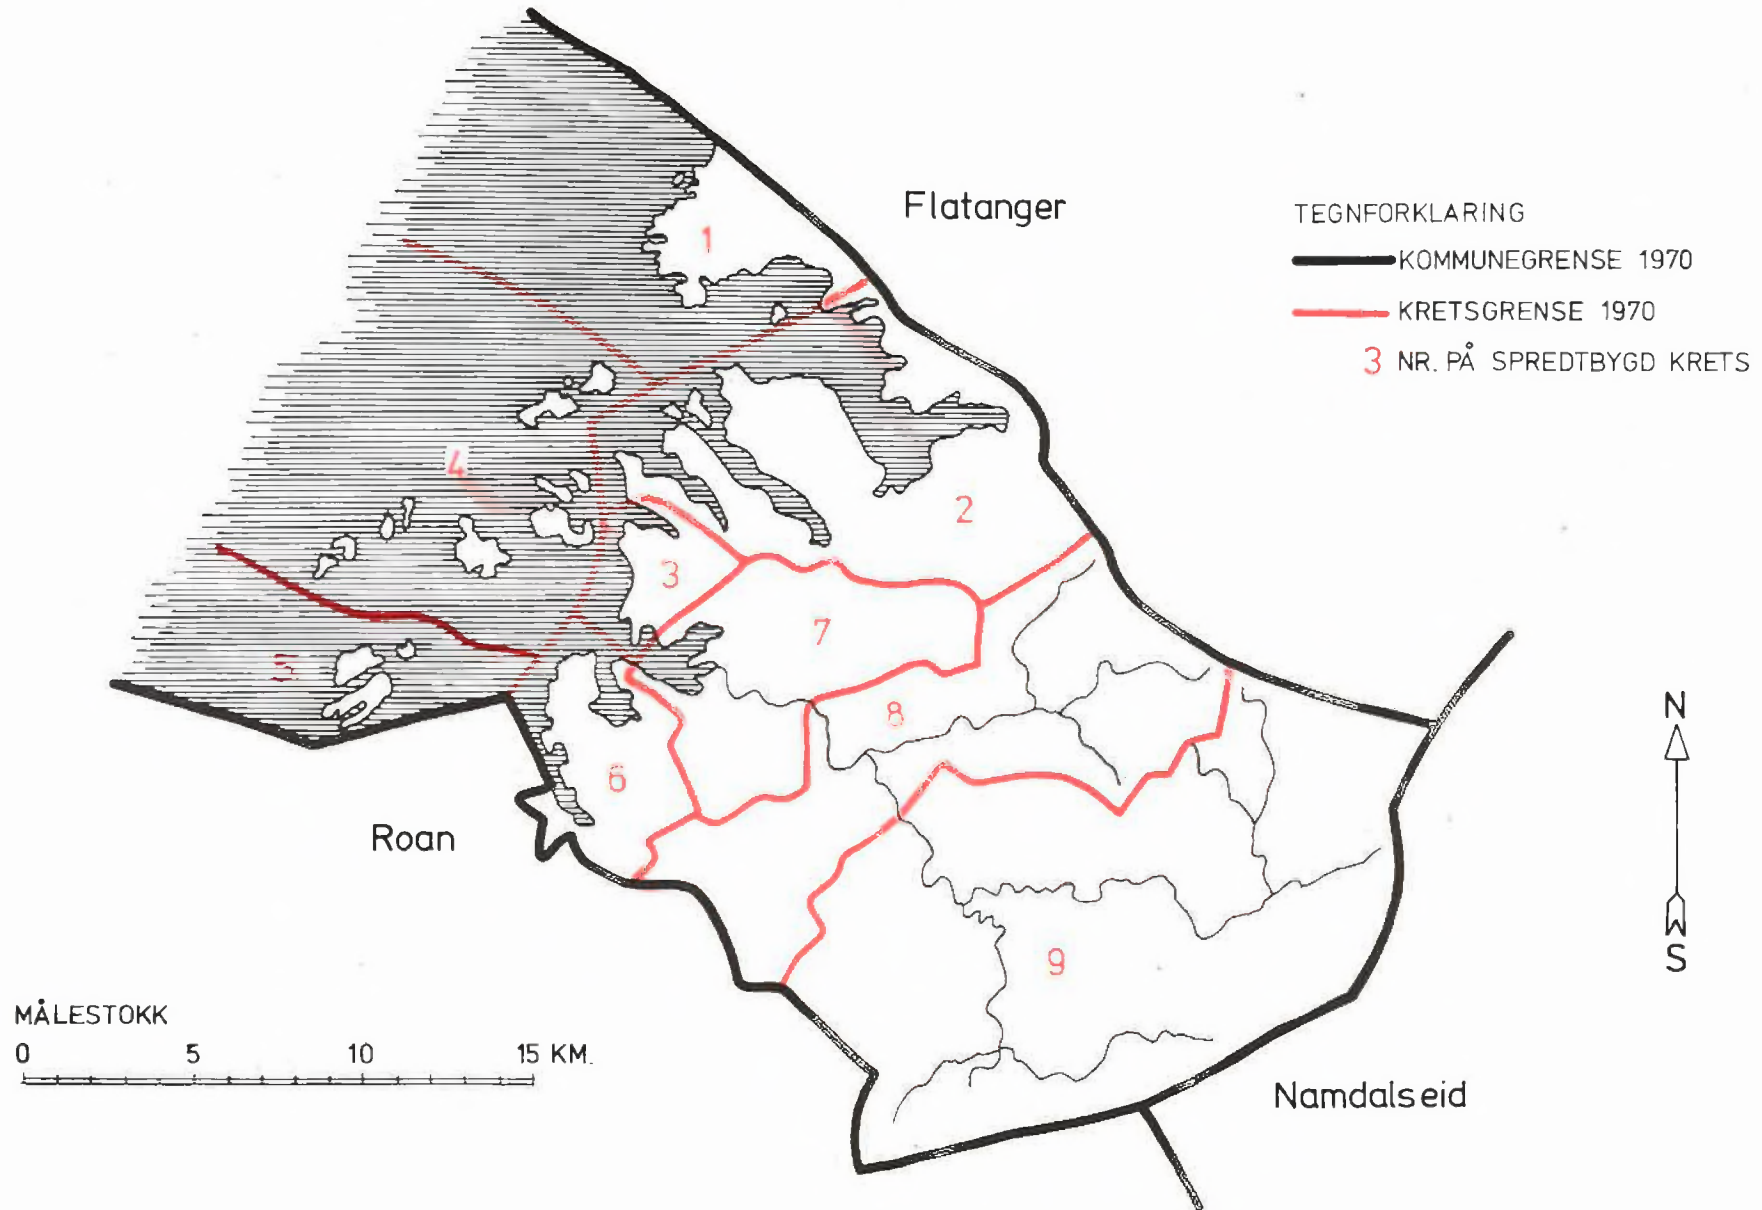 Flatanger
TEGNFORKLARING
KOMMUNEGRENSE 1970
KRETSGRENSE 1970
3 NR. PÅ SPREDTBYGD KRETS
1
4
2
3
7
5
8
6
Roan
9
N
S
MÅLESTOKK
0 5 10 15 KM.
Namdalseid